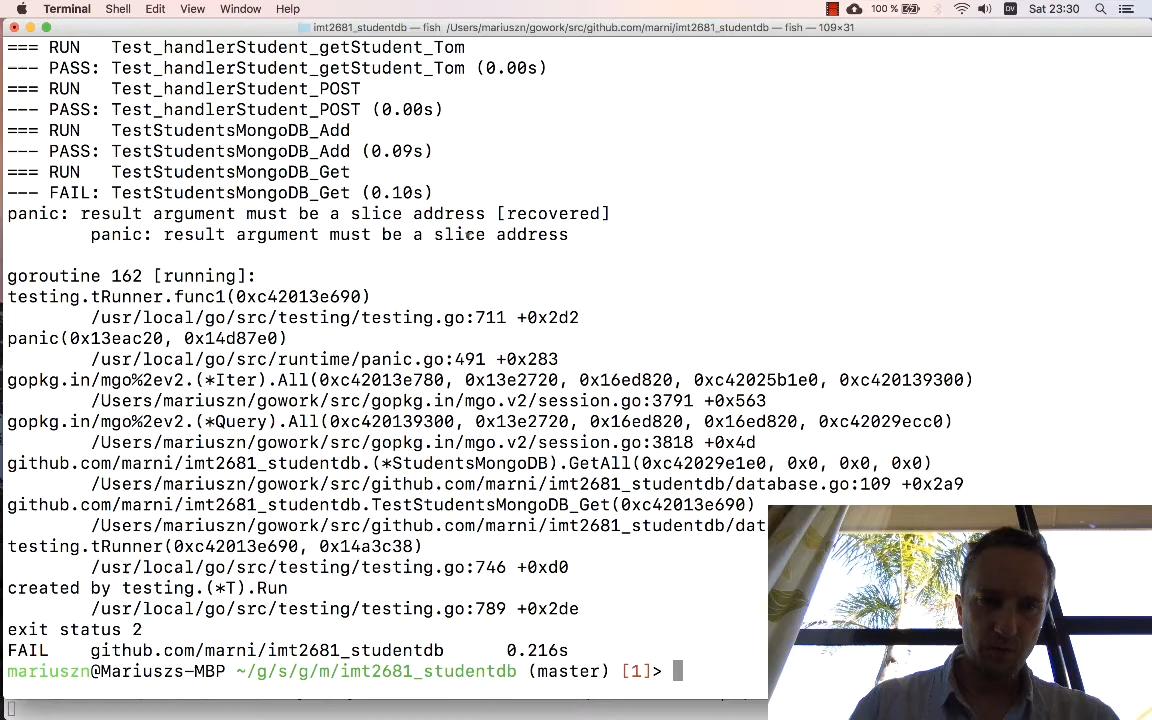 Terminal Shell Edit View Window Help 100 % DV Sat 23:30
imt2681_studentdb — fish /Users/mariuszn/gowork/src/github.com/marni/imt2681_studentdb — fish — 109×31
=== RUN   Test_handlerStudent_getStudent_Tom
--- PASS: Test_handlerStudent_getStudent_Tom (0.00s)
=== RUN   Test_handlerStudent_POST
--- PASS: Test_handlerStudent_POST (0.00s)
=== RUN   TestStudentsMongoDB_Add
--- PASS: TestStudentsMongoDB_Add (0.09s)
=== RUN   TestStudentsMongoDB_Get
--- FAIL: TestStudentsMongoDB_Get (0.10s)
panic: result argument must be a slice address [recovered]
        panic: result argument must be a slice address
goroutine 162 [running]:
testing.tRunner.func1(0xc42013e690)
        /usr/local/go/src/testing/testing.go:711 +0x2d2
panic(0x13eac20, 0x14d87e0)
        /usr/local/go/src/runtime/panic.go:491 +0x283
gopkg.in/mgo%2ev2.(*Iter).All(0xc42013e780, 0x13e2720, 0x16ed820, 0xc42025b1e0, 0xc420139300)
        /Users/mariuszn/gowork/src/gopkg.in/mgo.v2/session.go:3791 +0x563
gopkg.in/mgo%2ev2.(*Query).All(0xc420139300, 0x13e2720, 0x16ed820, 0x16ed820, 0xc42029ecc0)
        /Users/mariuszn/gowork/src/gopkg.in/mgo.v2/session.go:3818 +0x4d
github.com/marni/imt2681_studentdb.(*StudentsMongoDB).GetAll(0xc42029e1e0, 0x0, 0x0, 0x0)
        /Users/mariuszn/gowork/src/github.com/marni/imt2681_studentdb/database.go:109 +0x2a9
github.com/marni/imt2681_studentdb.TestStudentsMongoDB_Get(0xc42013e690)
        /Users/mariuszn/gowork/src/github.com/marni/imt2681_studentdb/dat
testing.tRunner(0xc42013e690, 0x14a3c38)
        /usr/local/go/src/testing/testing.go:746 +0xd0
created by testing.(*T).Run
        /usr/local/go/src/testing/testing.go:789 +0x2de
exit status 2
FAIL    github.com/marni/imt2681_studentdb      0.216s
mariuszn@Mariuszs-MBP ~/g/s/g/m/imt2681_studentdb (master) [1]>